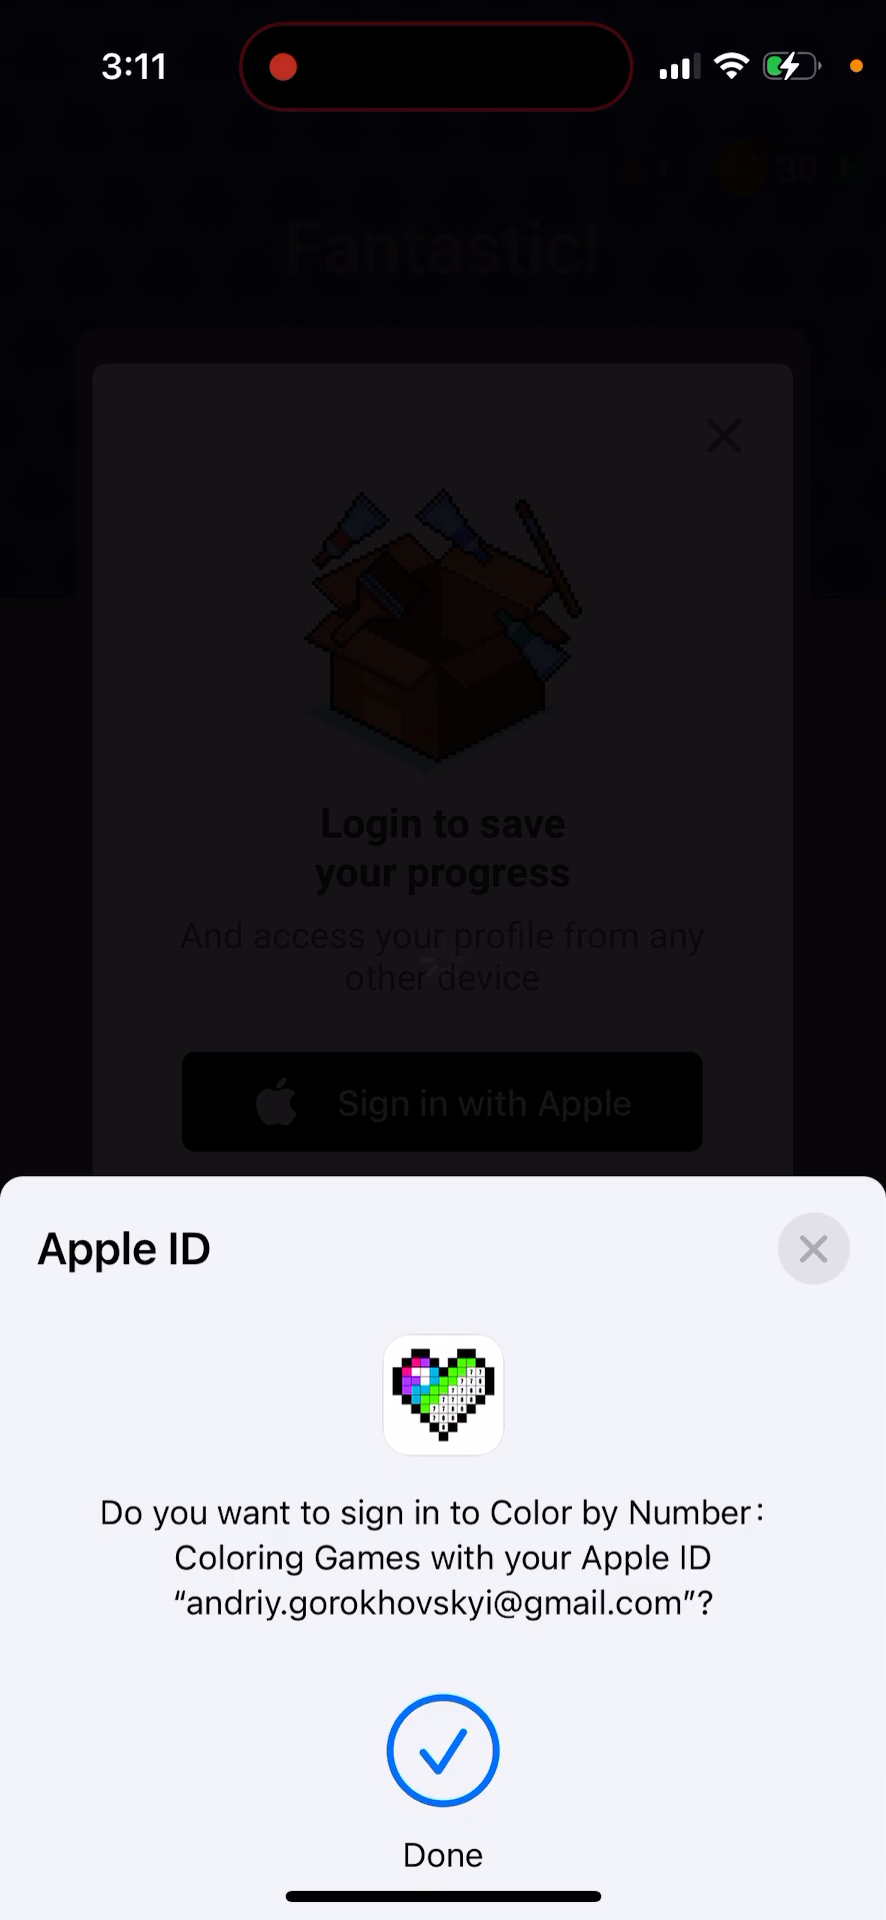 3:11
1
30
Fantastic!
Login to save
your progress
And access your profile from any
other device
Sign in with Apple
Apple ID
Do you want to sign in to Color by Number:
Coloring Games with your Apple ID
“andriy.gorokhovskyi@gmail.com”?
Done